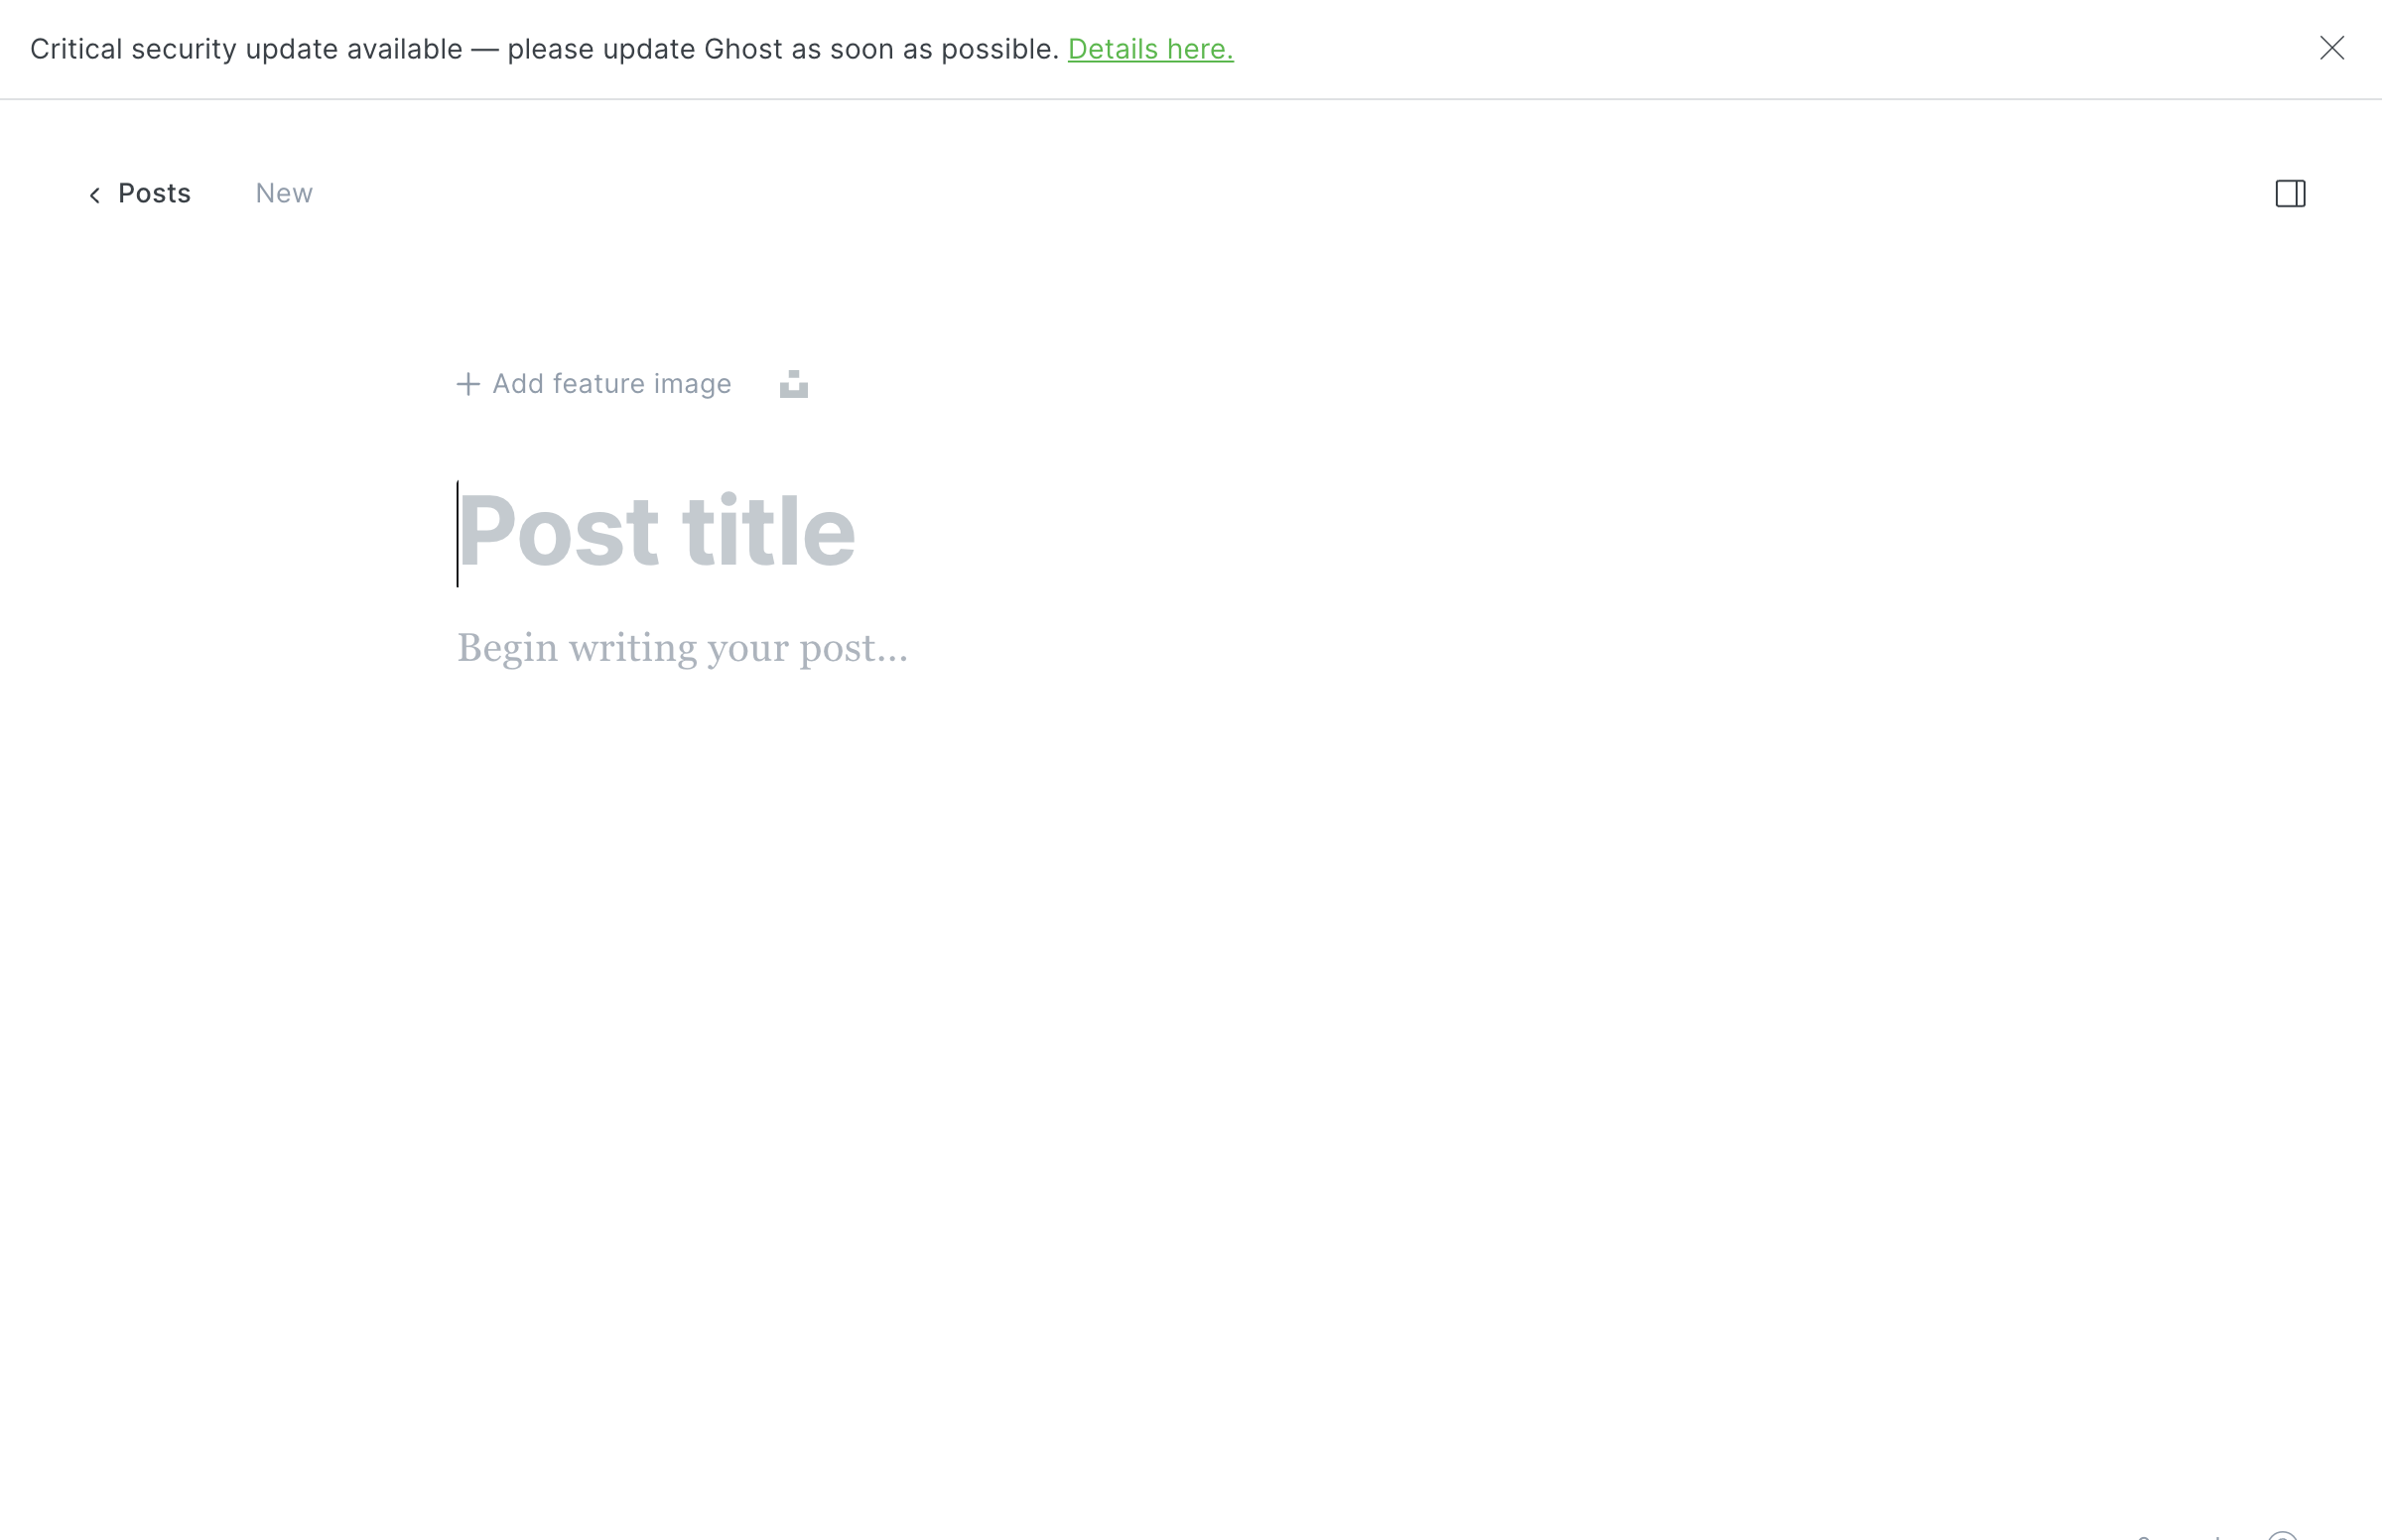 Critical security update available — please update Ghost as soon as possible. Details here.
Posts
New
Add feature image
Post title
Begin writing your post...